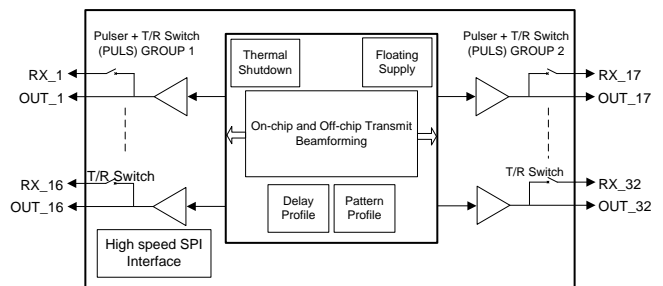 Pulser + T/R Switch
(PULS) GROUP 1
Thermal
Shutdown
Floating
Supply
Pulser + T/R Switch
(PULS) GROUP 2
RX_1
OUT_1
RX_17
OUT_17
On-chip and Off-chip Transmit
Beamforming
RX_16
T/R Switch
OUT_16
T/R Switch
RX_32
OUT_32
Delay
Profile
Pattern
Profile
High speed SPI
Interface